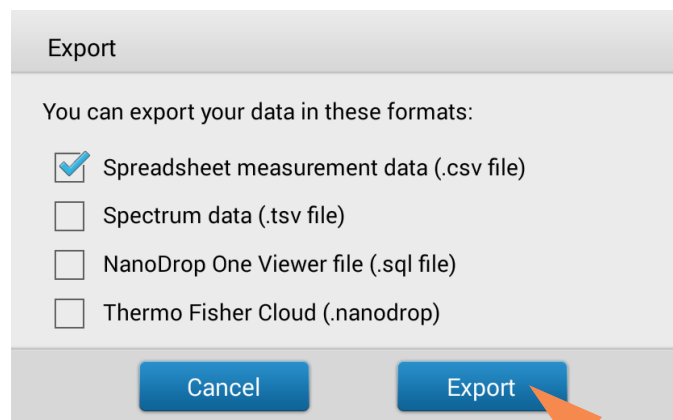 Export
You can export your data in these formats:
Spreadsheet measurement data (.csv file)
Spectrum data (.tsv file)
NanoDrop One Viewer file (.sql file)
Thermo Fisher Cloud (.nanodrop)
Cancel Export